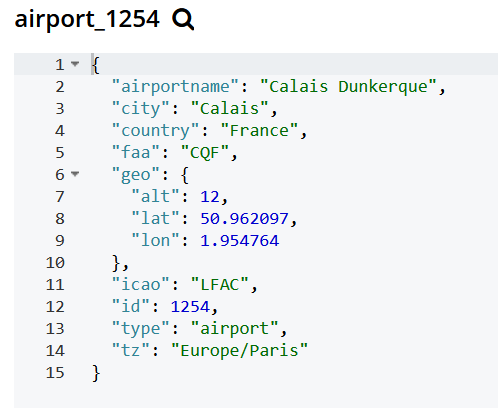 airport_1254
1 {
2 "airportname": "Calais Dunkerque",
3 "city": "Calais",
4 "country": "France",
5 "faa": "CQF",
6 "geo": {
7 "alt": 12,
8 "lat": 50.962097,
9 "lon": 1.954764
10 },
11 "icao": "LFAC",
12 "id": 1254,
13 "type": "airport",
14 "tz": "Europe/Paris"
15 }